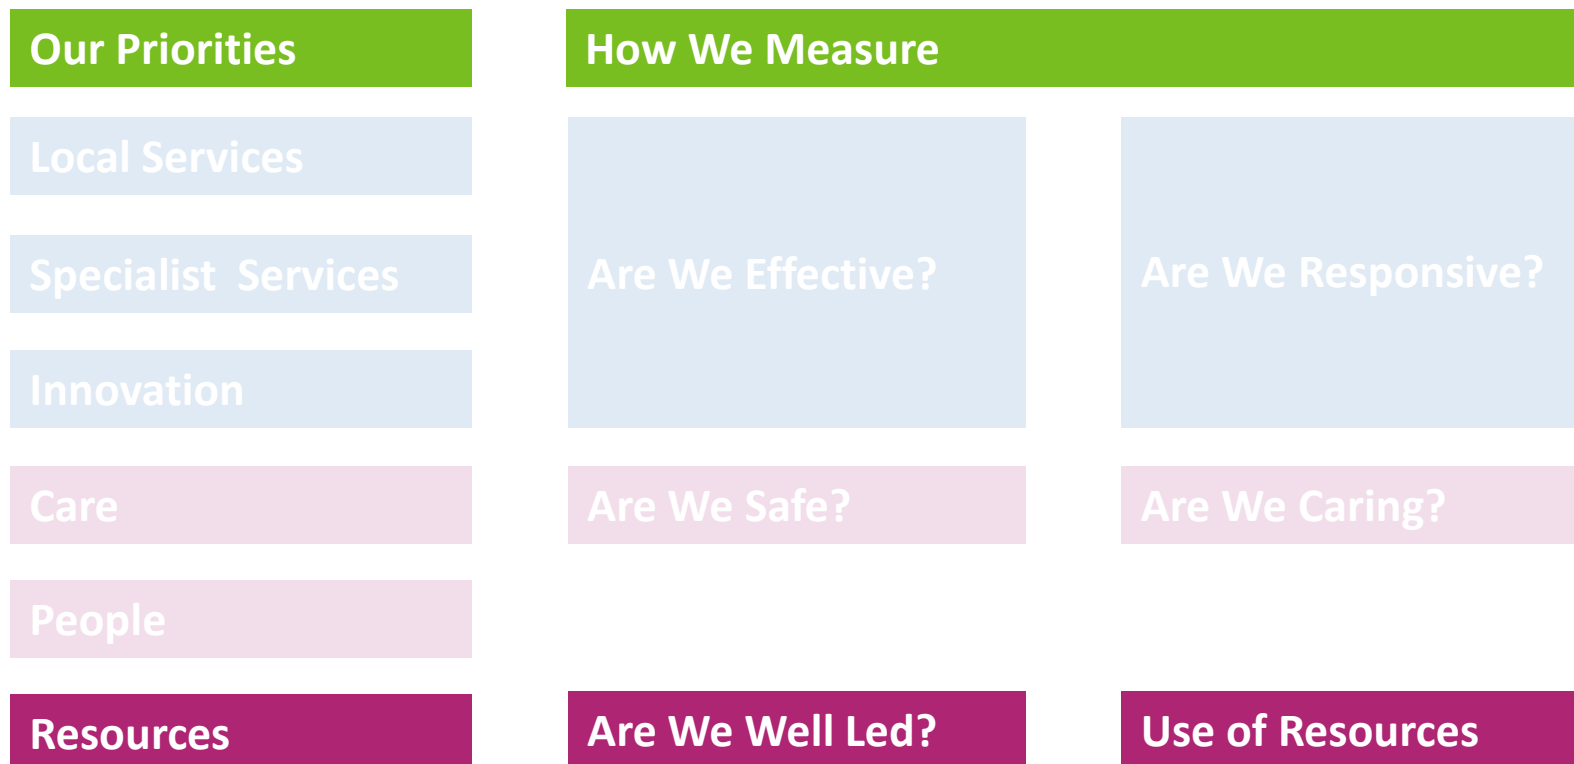 Our Priorities
How We Measure
Local Services
Specialist  Services
Are We Effective?
Are We Responsive?
Innovation
Care
Are We Safe?
Are We Caring?
People
Resources
Are We Well Led?
Use of Resources